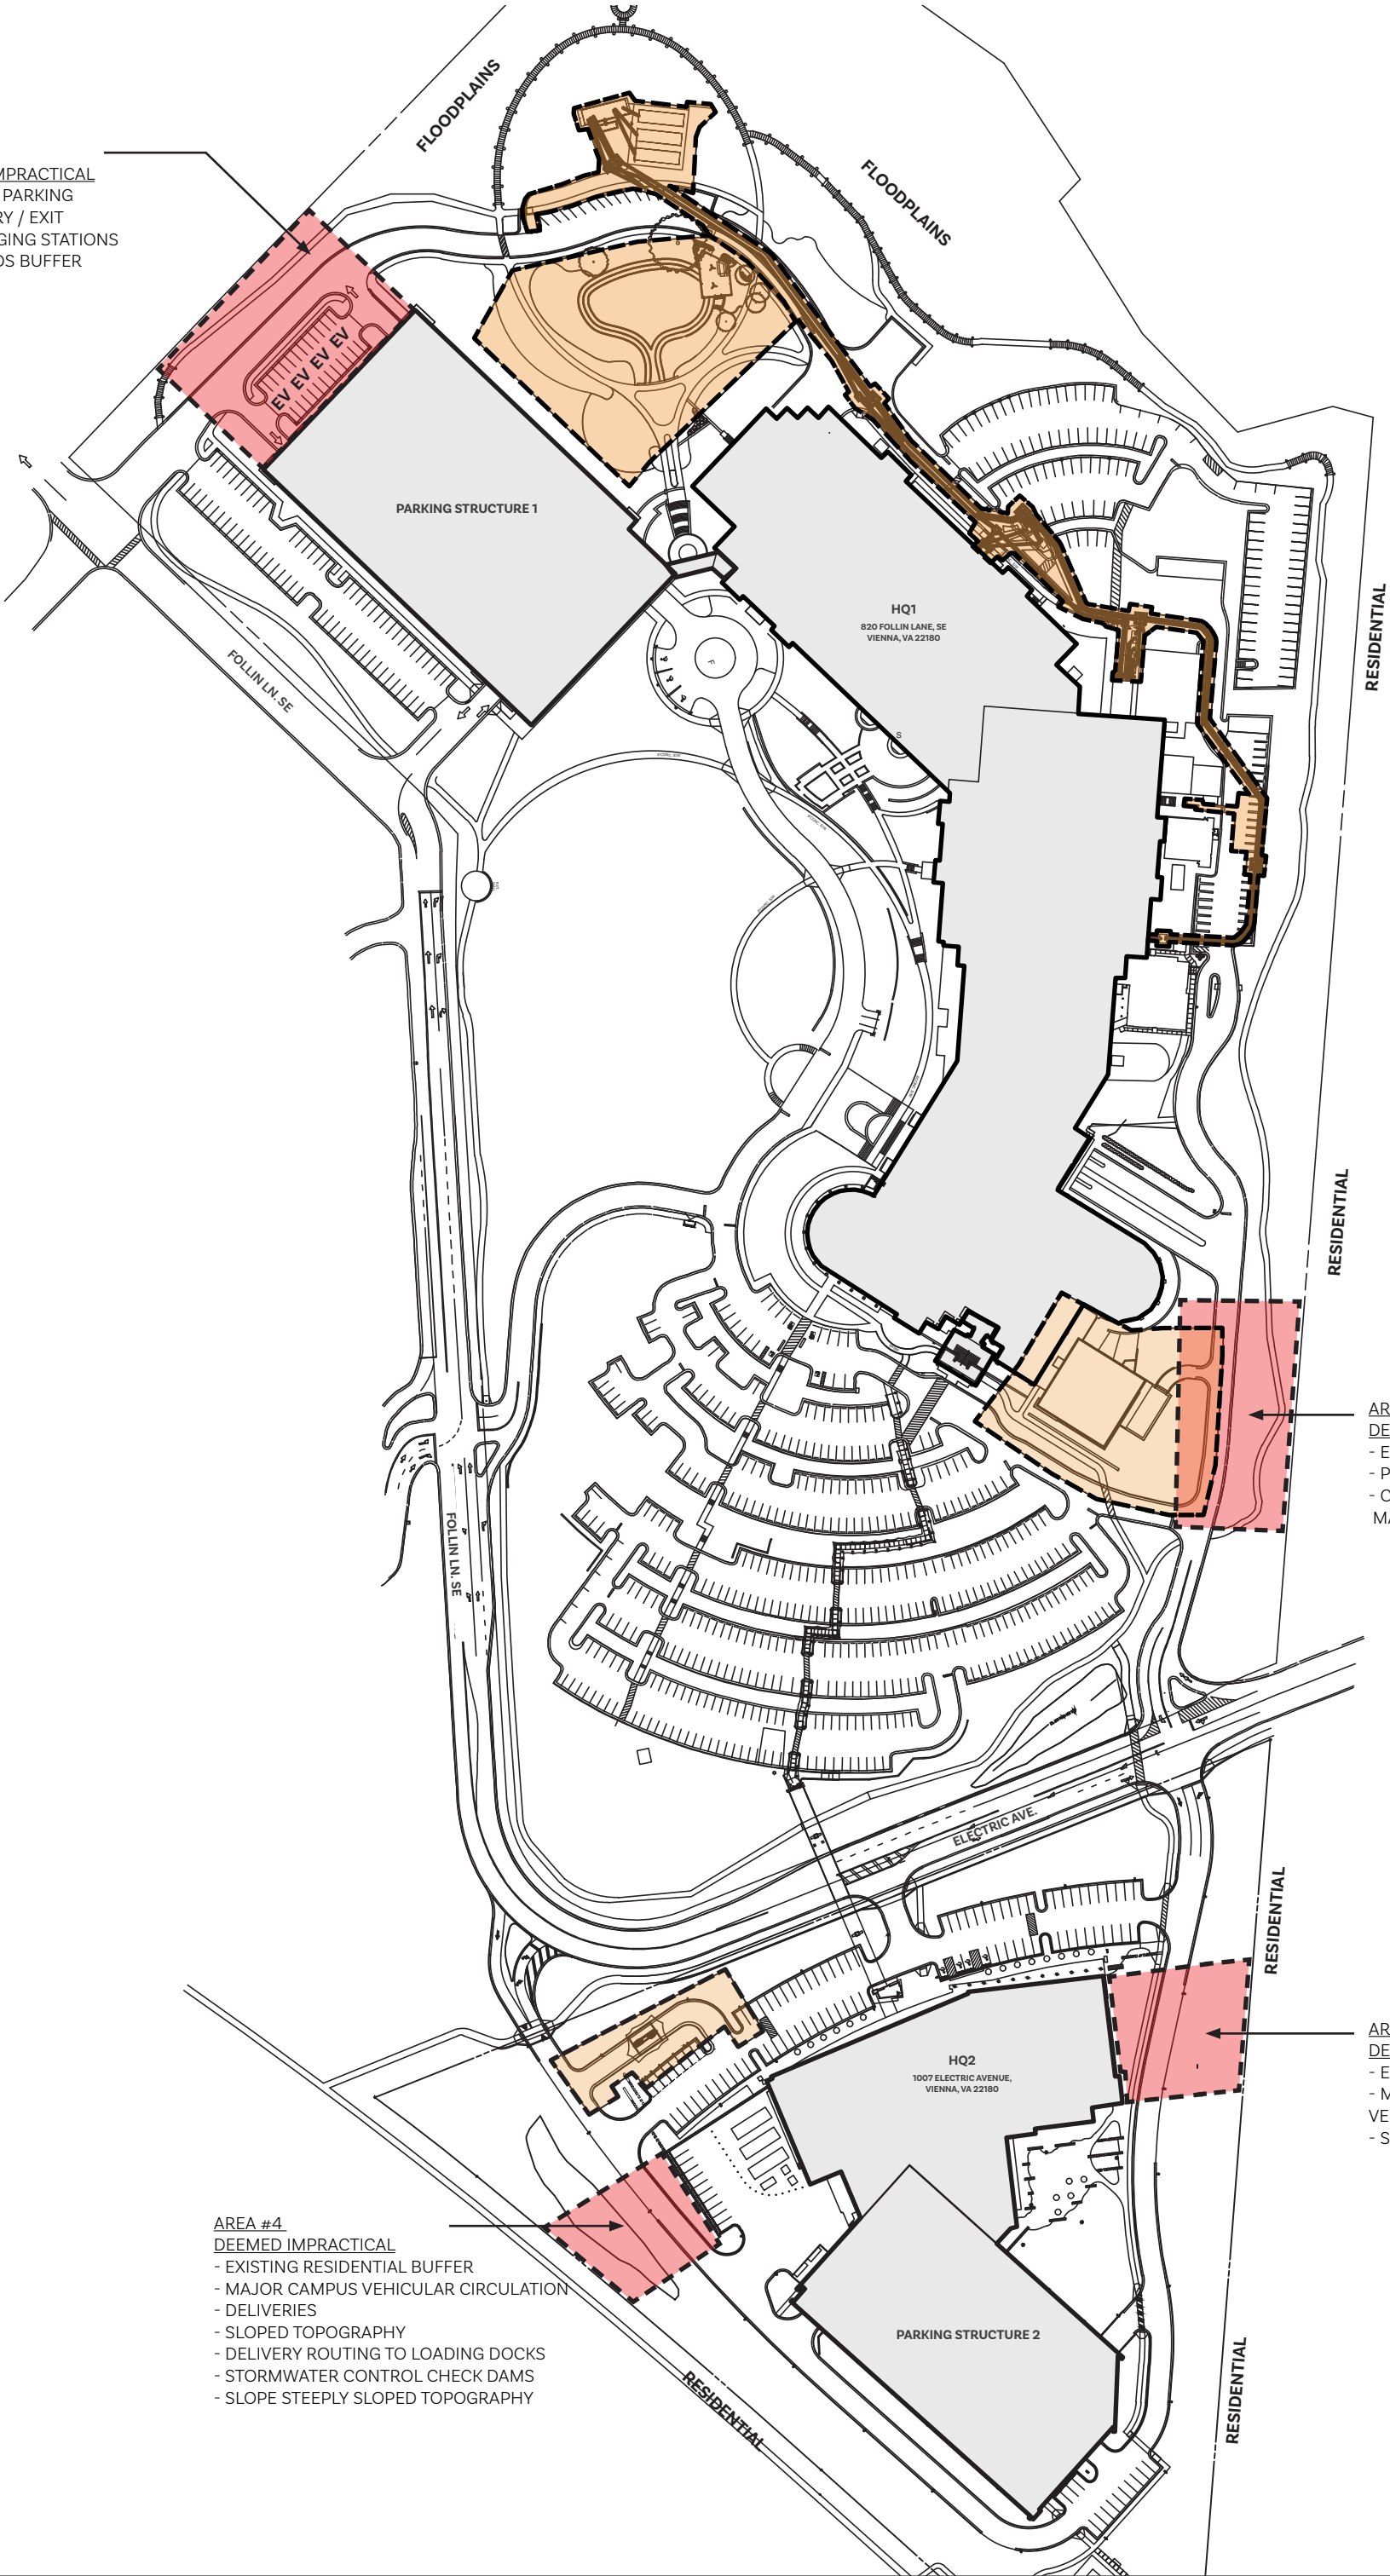 FLOODPLAINS
FLOODPLAINS
MPRACTICAL
PARKING
RY / EXIT
GING STATIONS
DS BUFFER
EV EV EV EV
PARKING STRUCTURE 1
HQ1
820 FOLLIN LANE, SE
VIENNA, VA 22180
RESIDENTIAL
FOLLIN LN. SE
F
S
RESIDENTIAL
AR
DE
- E
- P
- C
MA
FOLLIN LN. SE
ELECTRIC AVE.
RESIDENTIAL
HQ2
1007 ELECTRIC AVENUE,
VIENNA, VA 22180
AR
DE
- E
- M
VE
- S
AREA #4
DEEMED IMPRACTICAL
- EXISTING RESIDENTIAL BUFFER
- MAJOR CAMPUS VEHICULAR CIRCULATION
- DELIVERIES
- SLOPED TOPOGRAPHY
- DELIVERY ROUTING TO LOADING DOCKS
- STORMWATER CONTROL CHECK DAMS
- SLOPE STEEPLY SLOPED TOPOGRAPHY
PARKING STRUCTURE 2
RESIDENTIAL
RESIDENTIAL